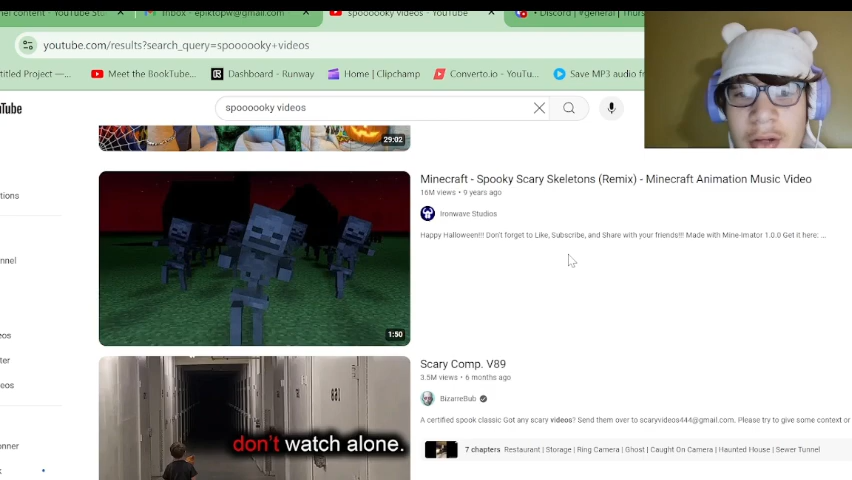 Inbox - epiktopw@gmail.com
spoooooky videos - YouTube
Discord | #general | Thurs
youtube.com/results?search_query=spoooooky+videos
titled Project —...
Meet the BookTube...
Dashboard - Runway
Home | Clipchamp
Converto.io - YouTu...
Save MP3 audio
uTube
spoooooky videos
29:02
Minecraft - Spooky Scary Skeletons (Remix) - Minecraft Animation Music Video
16M views • 9 years ago
Ironwave Studios
Happy Halloween!!! Don't forget to Like, Subscribe, and Share with your friends!!! Made with Mine-imator 1.0.0 Get it here: ...
1:50
Scary Comp. V89
3.5M views • 6 months ago
BizarreBub
A certified spook classic Got any scary videos? Send them over to scaryvideos444@gmail.com, Please try to give some context or
don't watch alone.
7 chapters Restaurant | Storage | Ring Camera | Ghost | Caught On Camera | Haunted House | Sewer Tunnel